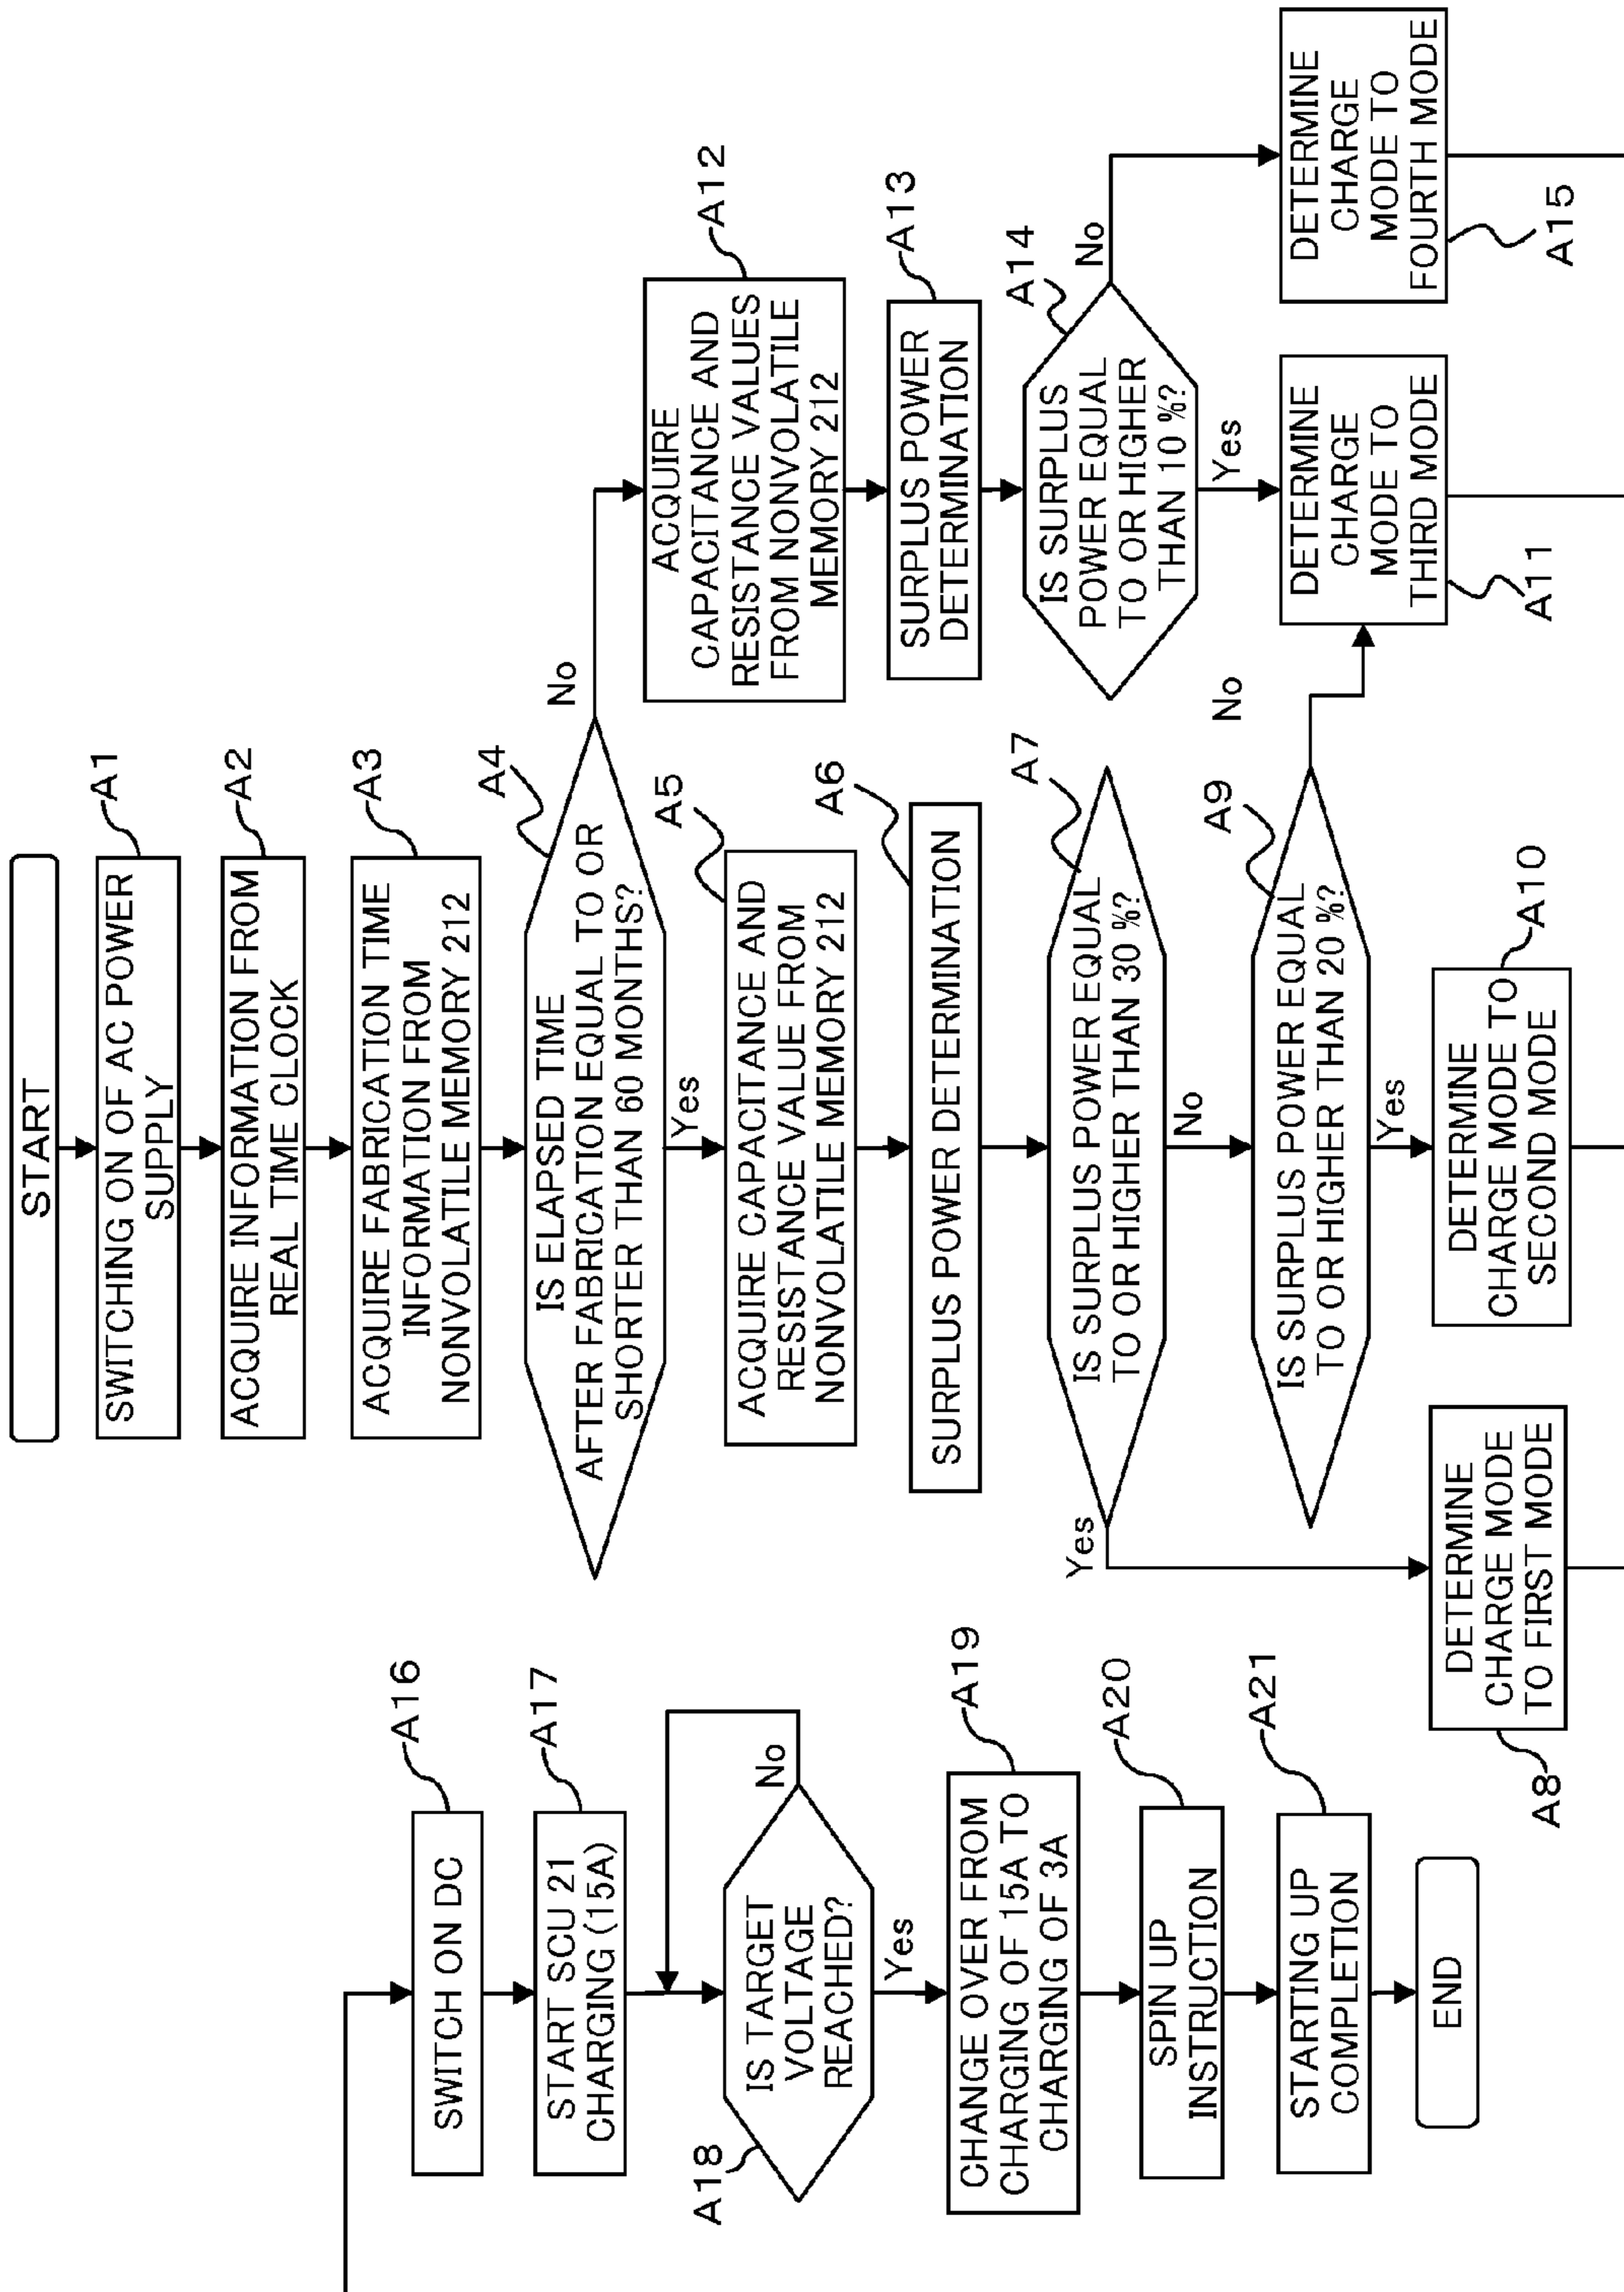 START
SWITCHING ON OF AC POWER
SUPPLY
A1
ACQUIRE INFORMATION FROM
REAL TIME CLOCK
A2
ACQUIRE FABRICATION TIME
INFORMATION FROM
NONVOLATILE MEMORY 212
A3
IS ELAPSED TIME
AFTER FABRICATION EQUAL TO OR
SHORTER THAN 60 MONTHS?
A4
No
Yes
ACQUIRE CAPACITANCE AND
RESISTANCE VALUE FROM
NONVOLATILE MEMORY 212
A5
SURPLUS POWER DETERMINATION
A6
IS SURPLUS POWER EQUAL
TO OR HIGHER THAN 30 %?
A7
Yes
No
DETERMINE
CHARGE MODE
TO FIRST MODE
A8
IS SURPLUS POWER EQUAL
TO OR HIGHER THAN 20 %?
A9
No
Yes
DETERMINE
CHARGE MODE TO
SECOND MODE
A10
ACQUIRE
CAPACITANCE AND
RESISTANCE VALUES
FROM NONVOLATILE
MEMORY 212
A12
SURPLUS POWER
DETERMINATION
A13
IS SURPLUS
POWER EQUAL
TO OR HIGHER
THAN 10 %?
A14
No
Yes
DETERMINE
CHARGE
MODE TO
THIRD MODE
A11
DETERMINE
CHARGE
MODE TO
FOURTH MODE
A15
SWITCH ON DC
A16
START SCU 21
CHARGING (15A)
A17
IS TARGET
VOLTAGE
REACHED?
A18
No
Yes
CHANGE OVER FROM
CHARGING OF 15A TO
CHARGING OF 3A
A19
SPIN UP
INSTRUCTION
A20
STARTING UP
COMPLETION
A21
END